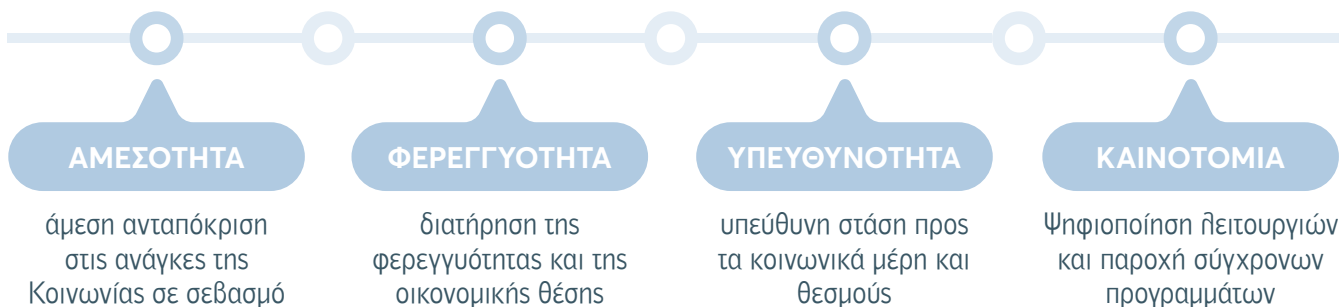 ΑΜΕΣΟΤΗΤΑ
άμεση ανταπόκριση
στις ανάγκες της
Κοινωνίας σε σεβασμό
ΦΕΡΕΓΓΥΟΤΗΤΑ
διατήρηση της
φερεγγυότητας και της
οικονομικής θέσης
ΥΠΕΥΘΥΝΟΤΗΤΑ
υπεύθυνη στάση προς
τα κοινωνικά μέρη και
θεσμούς
ΚΑΙΝΟΤΟΜΙΑ
Ψηφιοποίηση λειτουργιών
και παροχή σύγχρονων
προγραμμάτων